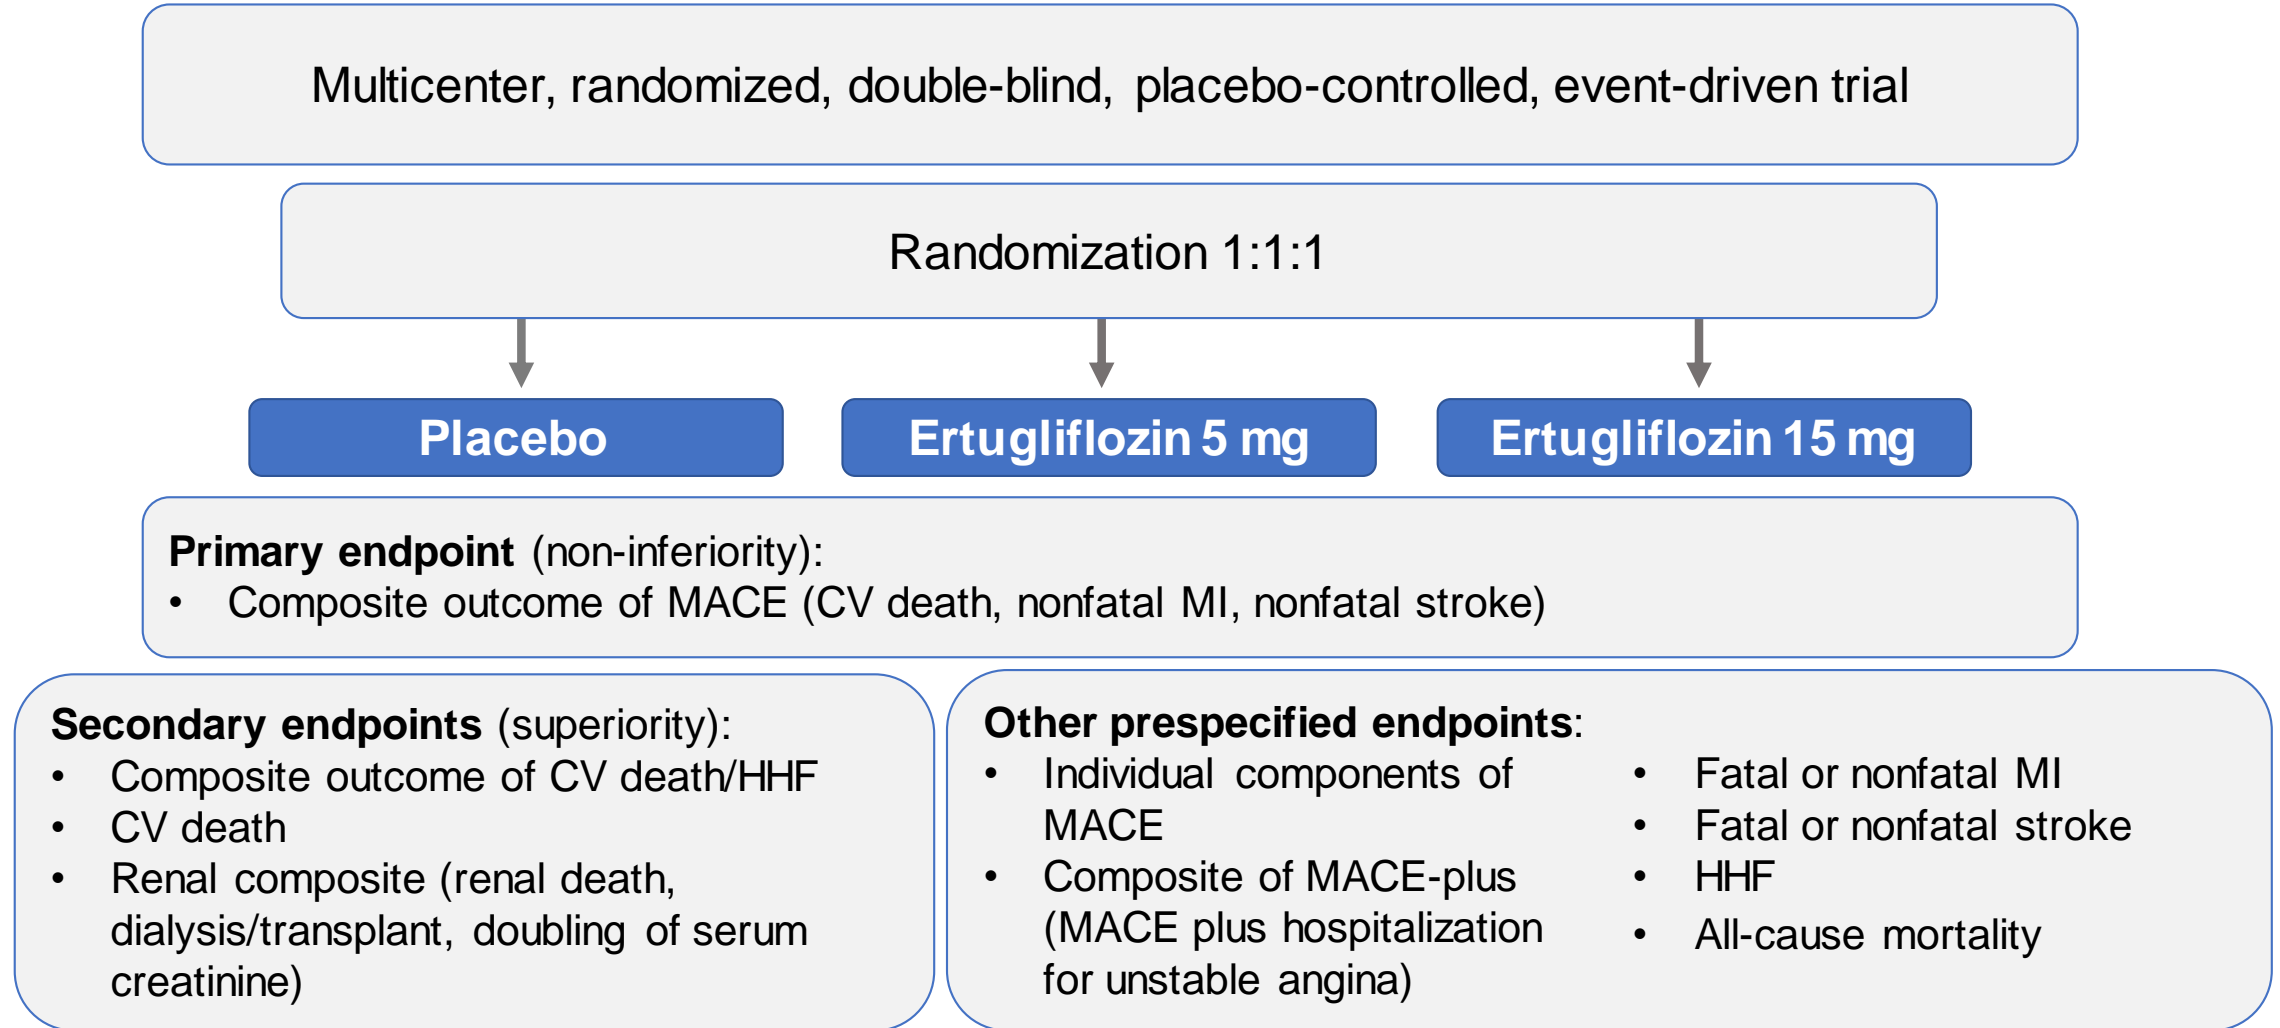 Multicenter, randomized, double-blind, placebo-controlled, event-driven trial
Randomization 1:1:1
Placebo
Ertugliflozin 5 mg
Ertugliflozin 15 mg
Primary endpoint (non-inferiority):
• Composite outcome of MACE (CV death, nonfatal MI, nonfatal stroke)
Secondary endpoints (superiority):
• Composite outcome of CV death/HHF
• CV death
• Renal composite (renal death,
dialysis/transplant, doubling of serum
creatinine)
Other prespecified endpoints:
• Individual components of
MACE
• Composite of MACE-plus
(MACE plus hospitalization
for unstable angina)
• Fatal or nonfatal MI
• Fatal or nonfatal stroke
• HHF
• All-cause mortality